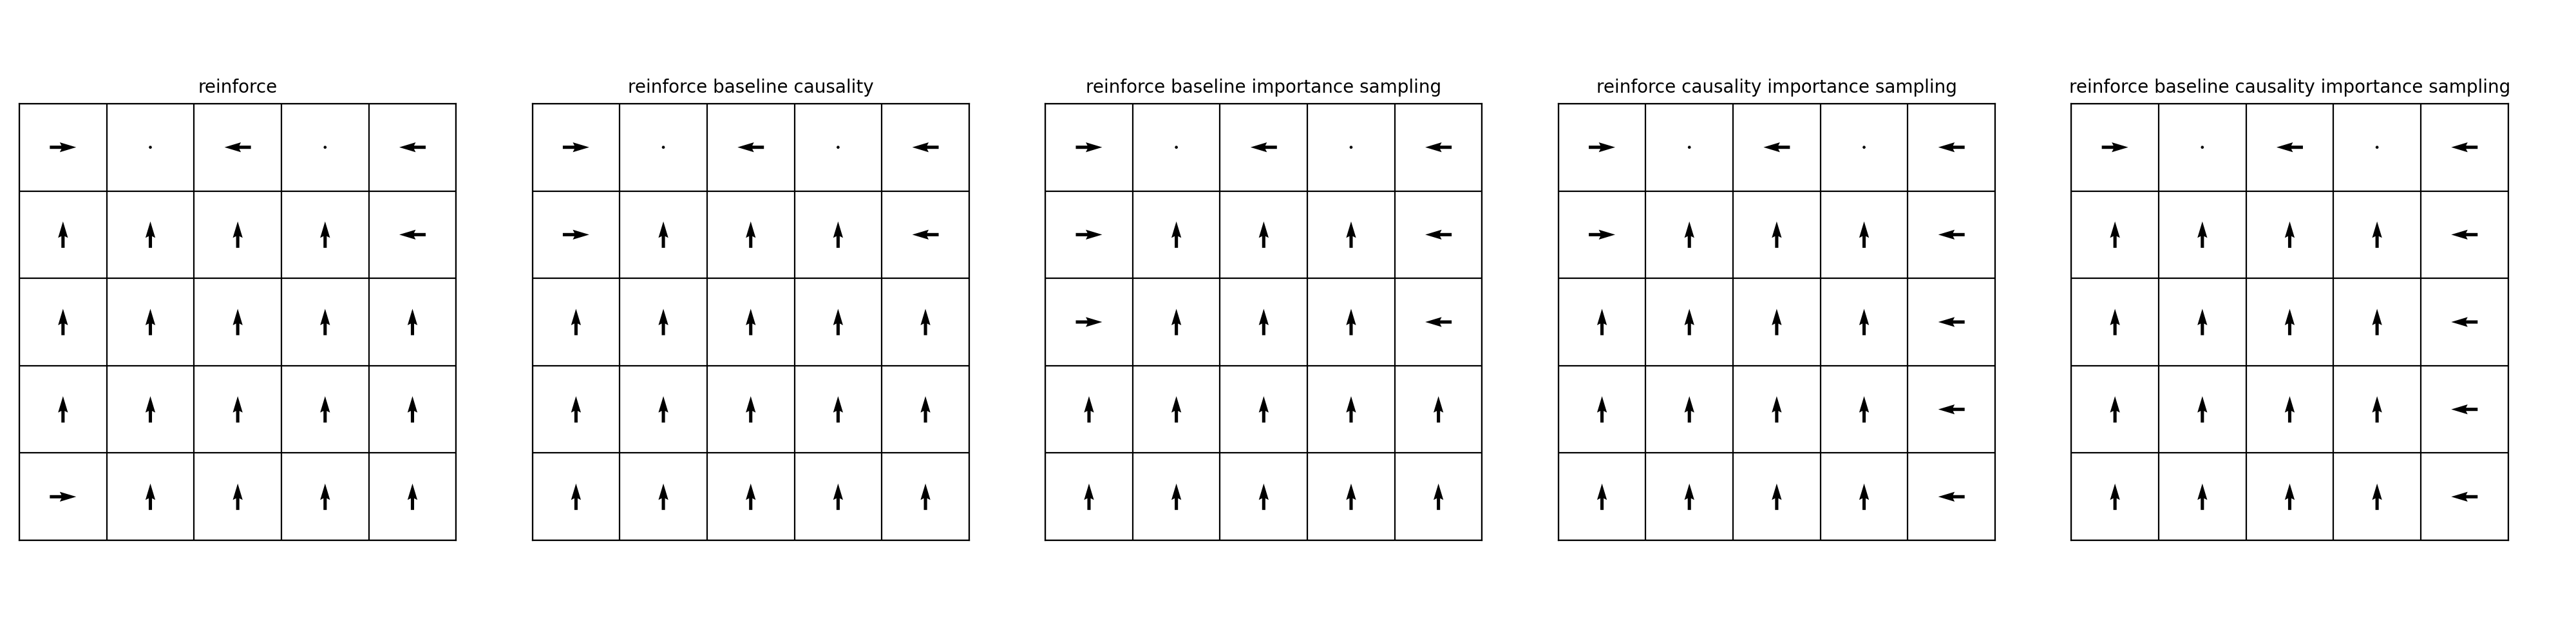 reinforce
reinforce baseline causality
reinforce baseline importance sampling
reinforce causality importance sampling
reinforce baseline causality importance sampling